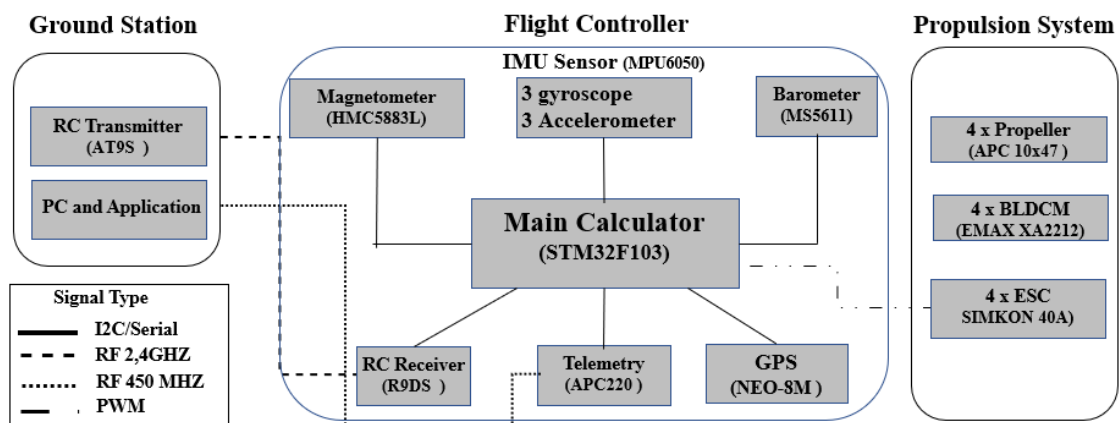 Ground Station
Flight Controller
Propulsion System
IMU Sensor (MPU6050)
Magnetometer
(HMC5883L)
3 gyroscope
3 Accelerometer
Barometer
(MS5611)
RC Transmitter
(AT9S )
PC and Application
4 x Propeller
(APC 10x47 )
4 x BLDCM
(EMAX XA2212)
4 x ESC
SIMKON 40A)
Main Calculator
(STM32F103)
RC Receiver
(R9DS )
Telemetry
(APC220 )
GPS
(NEO-8M )
Signal Type
I2C/Serial
RF 2,4GHZ
RF 450 MHZ
PWM